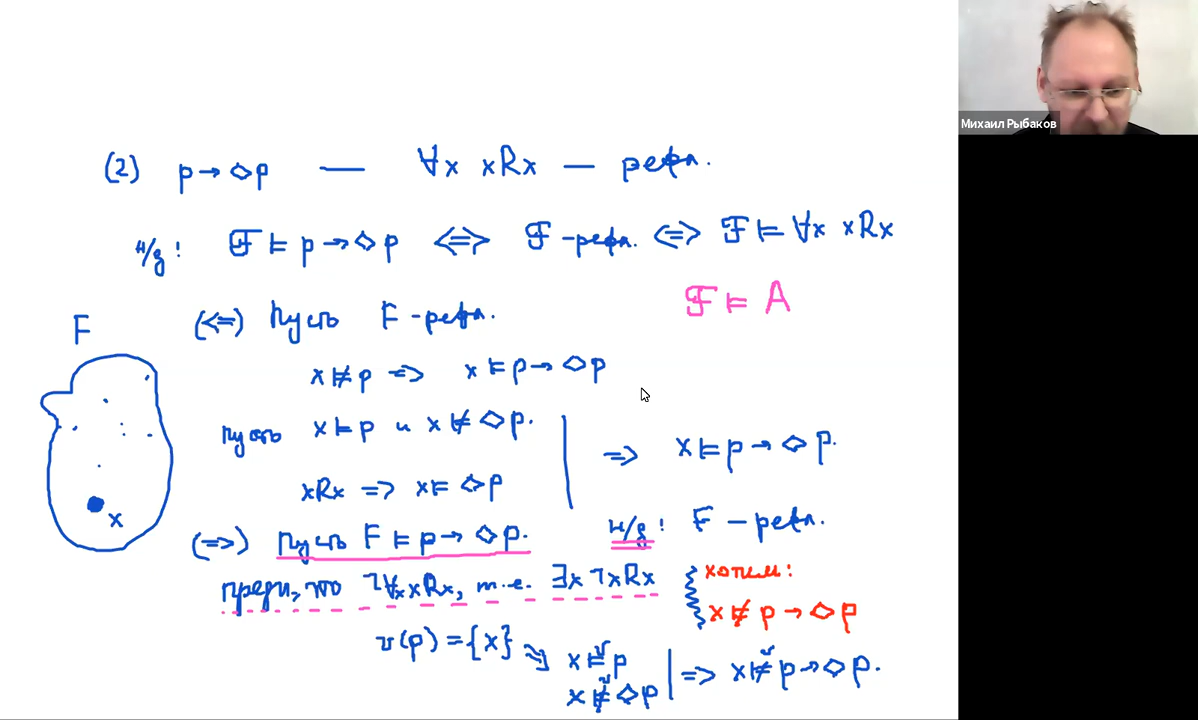 Михаил Рыбаков
(2) p → ◇p — ∀x xRx — рефл.
н/д! 𝔉 ⊨ p → ◇p ⟺ 𝔉 - рефл. ⟺ 𝔉 ⊨ ∀x xRx
𝔉 ⊨ A
F (⇐) Пусть F - рефл.
x ⊭ p ⇒ x ⊨ p → ◇p
пусть x ⊨ p и x ⊭ ◇p.
⇒ x ⊨ p → ◇p.
xRx ⇒ x ⊨ ◇p
x
(⇒) пусть F ⊨ p → ◇p. н/д! F - рефл.
предп, что ¬∀x xRx, т.е. ∃x ¬xRx
хотим:
x ⊭ p → ◇p
v(p) = {x} ⇒ x ⊨ᵛ p
x ⊭ᵛ ◇p ⇒ x ⊭ᵛ p → ◇p.